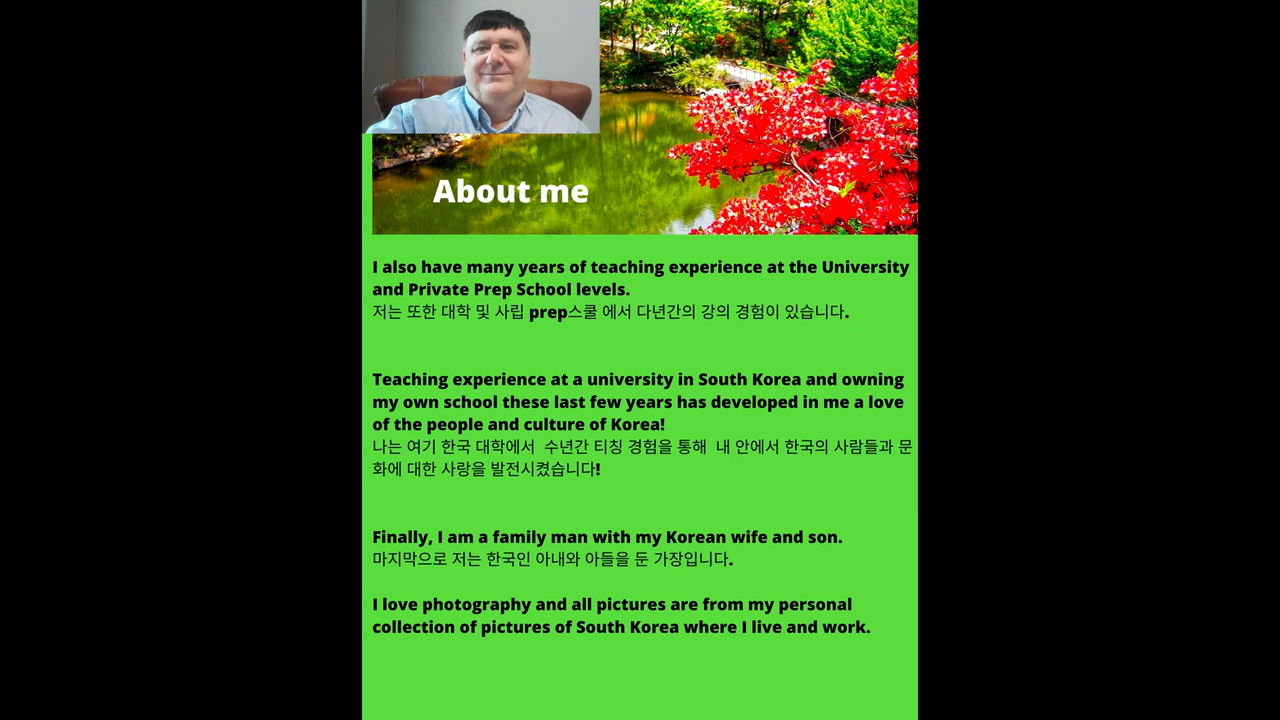 About me
I also have many years of teaching experience at the University
and Private Prep School levels.
저는 또한 대학 및 사립 prep스쿨 에서 다년간의 강의 경험이 있습니다.
Teaching experience at a university in South Korea and owning
my own school these last few years has developed in me a love
of the people and culture of Korea!
나는 여기 한국 대학에서 수년간 티칭 경험을 통해 내 안에서 한국의 사람들과 문
화에 대한 사랑을 발전시켰습니다!
Finally, I am a family man with my Korean wife and son.
마지막으로 저는 한국인 아내와 아들을 둔 가장입니다.
I love photography and all pictures are from my personal
collection of pictures of South Korea where I live and work.